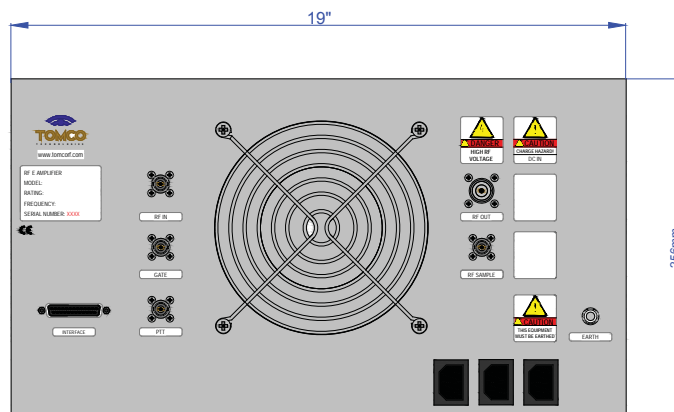 19"
TOMCO
TECHNOLOGIES
www.tomcorf.com
RF E AMPLIFIER
MODEL:
RATING:
FREQUENCY:
SERIAL NUMBER: XXXX
CE
RF IN
GATE
INTERFACE
PTT
DANGER
HIGH RF
VOLTAGE
CAUTION
CHARGE HAZARD!
DC IN
RF OUT
RF SAMPLE
CAUTION
THIS EQUIPMENT
MUST BE EARTHED
EARTH